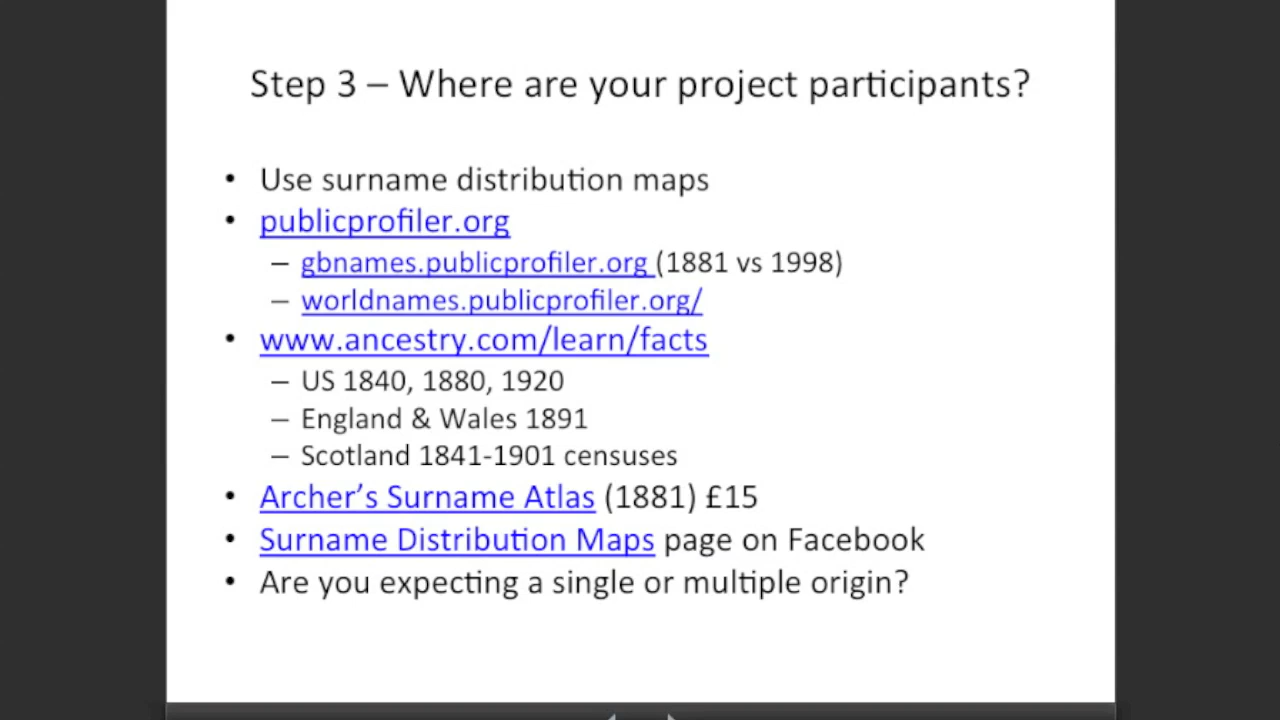 Step 3 – Where are your project participants?
• Use surname distribution maps
• publicprofiler.org
– gbnames.publicprofiler.org (1881 vs 1998)
– worldnames.publicprofiler.org/
• www.ancestry.com/learn/facts
– US 1840, 1880, 1920
– England & Wales 1891
– Scotland 1841-1901 censuses
• Archer’s Surname Atlas (1881) £15
• Surname Distribution Maps page on Facebook
• Are you expecting a single or multiple origin?